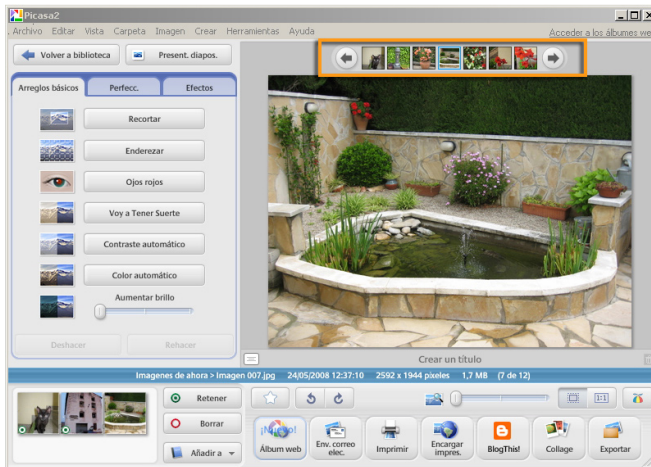 Picasa2
Archivo Editar Vista Carpeta Imagen Crear Herramientas Ayuda
Acceder a los álbumes we
Volver a biblioteca
Present. diapos.
Arreglos básicos
Perfecc.
Efectos
Recortar
Enderezar
Ojos rojos
Voy a Tener Suerte
Contraste automático
Color automático
Aumentar brillo
Deshacer
Rehacer
Crear un título
Imagenes de ahora > Imagen 007.jpg 24/05/2008 12:37:10 2592 x 1944 píxeles 1,7 MB (7 de 12)
Retener
Borrar
Añadir a
1:1
¡Nuevo!
Álbum web
Env. correo
elec.
Imprimir
Encargar
impres.
BlogThis!
Collage
Exportar